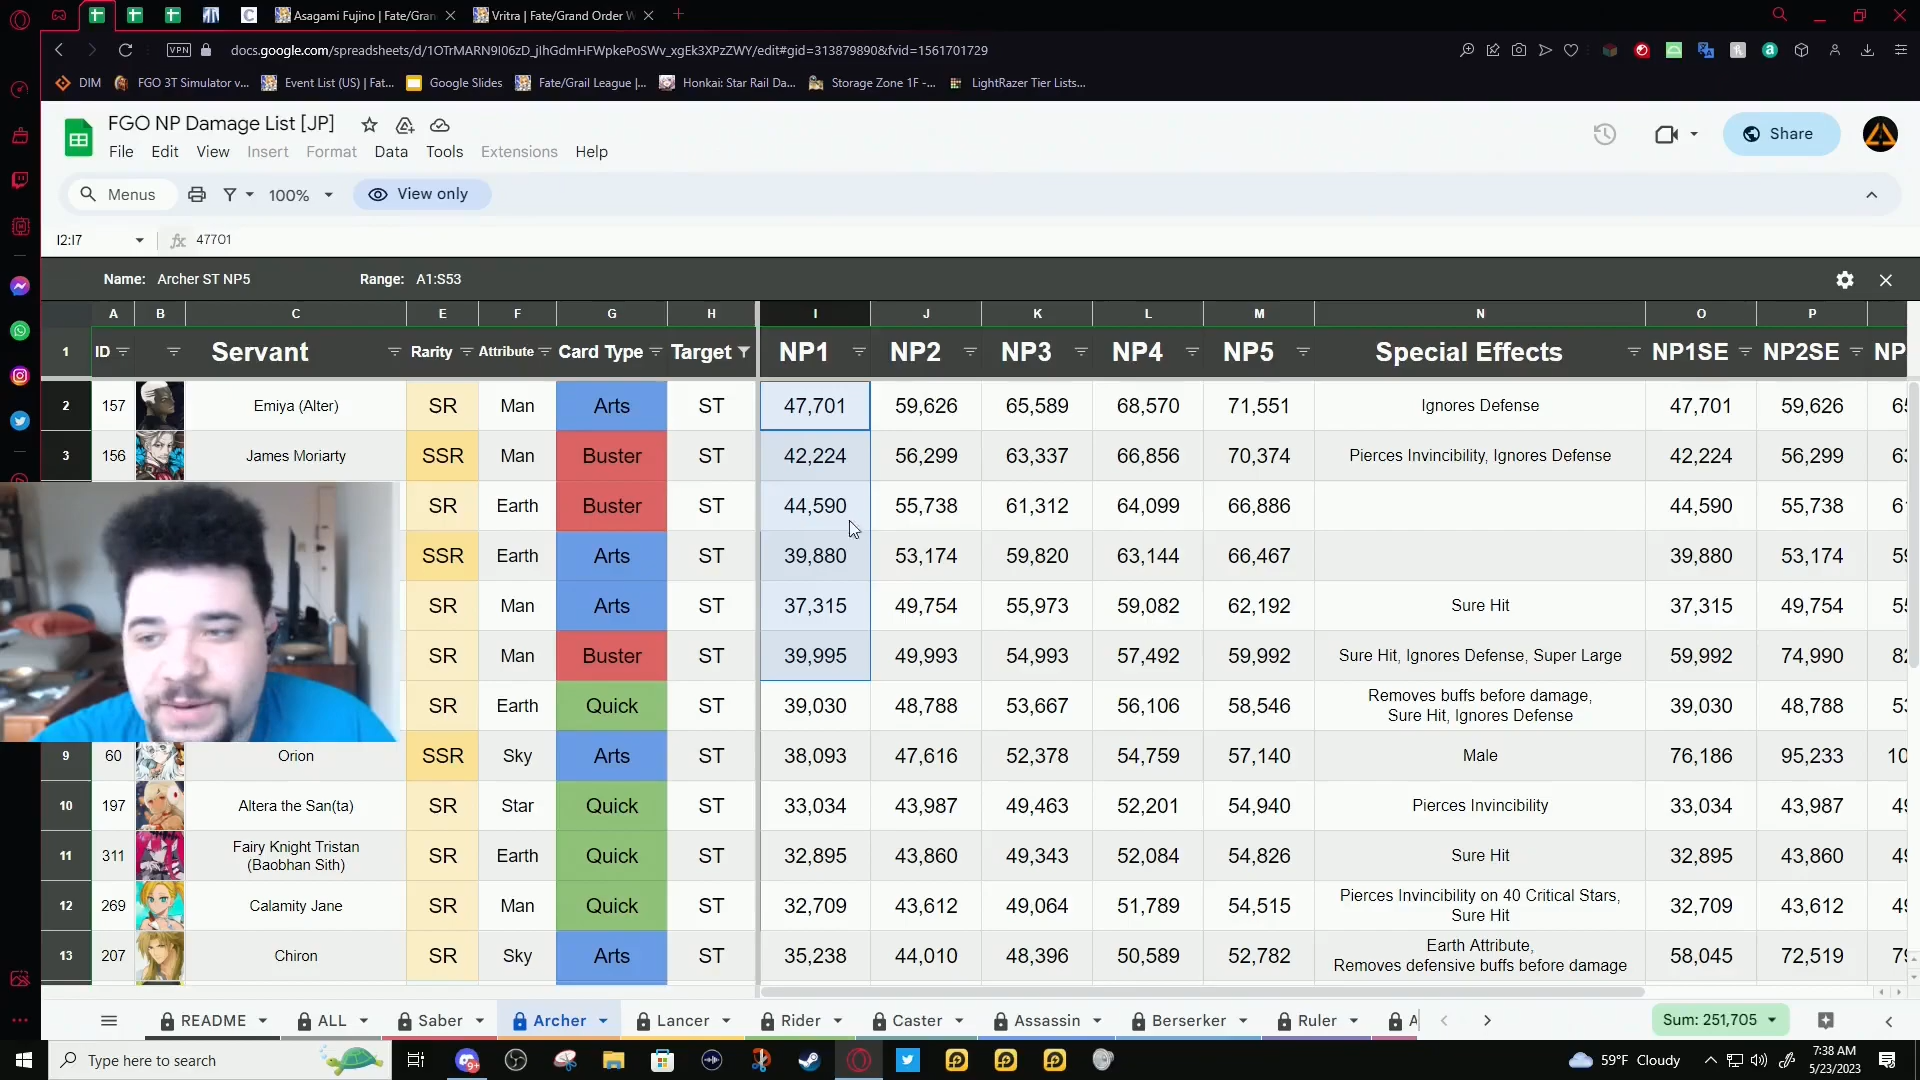 Asagami Fujino | Fate/Gran
Vritra | Fate/Grand Order W
VPN
docs.google.com/spreadsheets/d/1OTrMARN9I06zD_jIhGdmHFWpkePoSWv_xgEk3XPzZWY/edit#gid=313879890&fvid=1561701729
DIM
FGO 3T Simulator v...
Event List (US) | Fat...
Google Slides
Fate/Grail League |...
Honkai: Star Rail Da...
Storage Zone 1F -...
LightRazer Tier Lists...
FGO NP Damage List [JP]
File Edit View Insert Format Data Tools Extensions Help
Share
Menus
100%
View only
I2:I7
fx 47701
Name: Archer ST NP5 Range: A1:S53
A B C E F G H I J K L M N O P
1 ID Servant Rarity Attribute Card Type Target NP1 NP2 NP3 NP4 NP5 Special Effects NP1SE NP2SE NP
2 157 Emiya (Alter) SR Man Arts ST 47,701 59,626 65,589 68,570 71,551 Ignores Defense 47,701 59,626 65
3 156 James Moriarty SSR Man Buster ST 42,224 56,299 63,337 66,856 70,374 Pierces Invincibility, Ignores Defense 42,224 56,299 63
SR Earth Buster ST 44,590 55,738 61,312 64,099 66,886 44,590 55,738 61
SSR Earth Arts ST 39,880 53,174 59,820 63,144 66,467 39,880 53,174 59
SR Man Arts ST 37,315 49,754 55,973 59,082 62,192 Sure Hit 37,315 49,754 55
SR Man Buster ST 39,995 49,993 54,993 57,492 59,992 Sure Hit, Ignores Defense, Super Large 59,992 74,990 82
SR Earth Quick ST 39,030 48,788 53,667 56,106 58,546 Removes buffs before damage,
Sure Hit, Ignores Defense 39,030 48,788 53
9 60 Orion SSR Sky Arts ST 38,093 47,616 52,378 54,759 57,140 Male 76,186 95,233 10
10 197 Altera the San(ta) SR Star Quick ST 33,034 43,987 49,463 52,201 54,940 Pierces Invincibility 33,034 43,987 49
11 311 Fairy Knight Tristan
(Baobhan Sith) SR Earth Quick ST 32,895 43,860 49,343 52,084 54,826 Sure Hit 32,895 43,860 49
12 269 Calamity Jane SR Man Quick ST 32,709 43,612 49,064 51,789 54,515 Pierces Invincibility on 40 Critical Stars,
Sure Hit 32,709 43,612 49
13 207 Chiron SR Sky Arts ST 35,238 44,010 48,396 50,589 52,782 Earth Attribute,
Removes defensive buffs before damage 58,045 72,519 79
README ALL Saber Archer Lancer Rider Caster Assassin Berserker Ruler A
Sum: 251,705
Type here to search
9+
59°F Cloudy
7:38 AM
5/23/2023